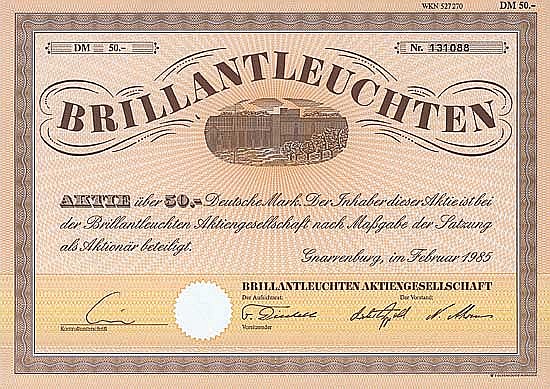 WKN 527270 DM 50.–
DM 50.– Nr. 131088
BRILLANTLEUCHTEN
AKTIE über 50,- Deutsche Mark. Der Inhaber dieser Aktie ist bei
der Brillantleuchten Aktiengesellschaft nach Maßgabe der Satzung
als Aktionär beteiligt.
Gnarrenburg, im Februar 1985
BRILLANTLEUCHTEN AKTIENGESELLSCHAFT
Der Aufsichtsrat: Der Vorstand:
Kontrollunterschrift Vorsitzender